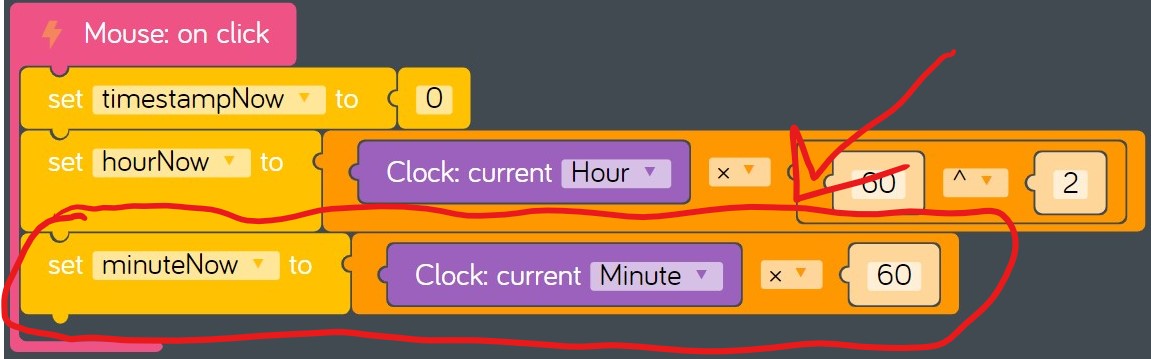 Mouse: on click
set timestampNow to 0
set hourNow to Clock: current Hour × 60 ^ 2
set minuteNow to Clock: current Minute × 60